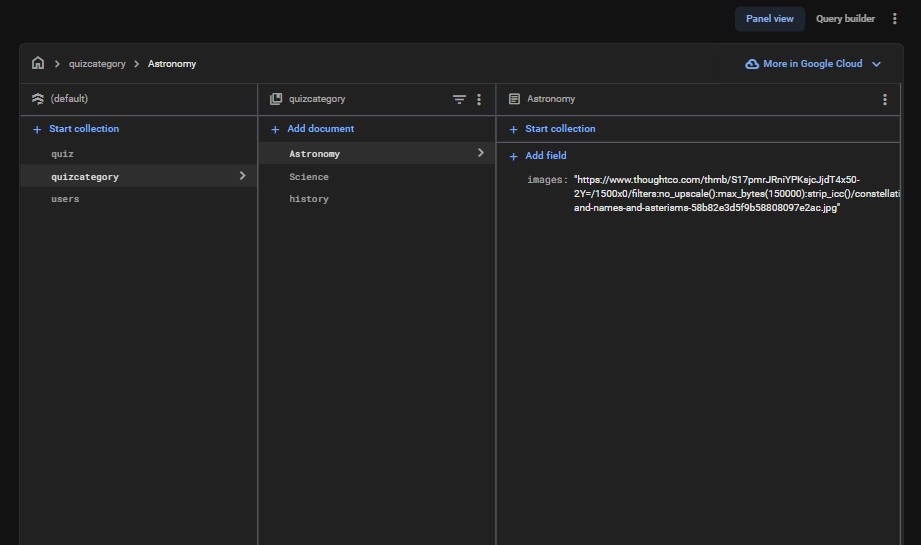 Panel view
Query builder
quizcategory
Astronomy
More in Google Cloud
(default)
quizcategory
Astronomy
+ Start collection
+ Add document
+ Start collection
quiz
quizcategory
users
Astronomy
Science
history
+ Add field
images: "https://www.thoughtco.com/thmb/S17pmrJRniYPKsjcJjdT4x50-
2Y=/1500x0/filters:no_upscale():max_bytes(150000):strip_icc()/constellati
and-names-and-asterisms-58b82e3d5f9b58808097e2ac.jpg"